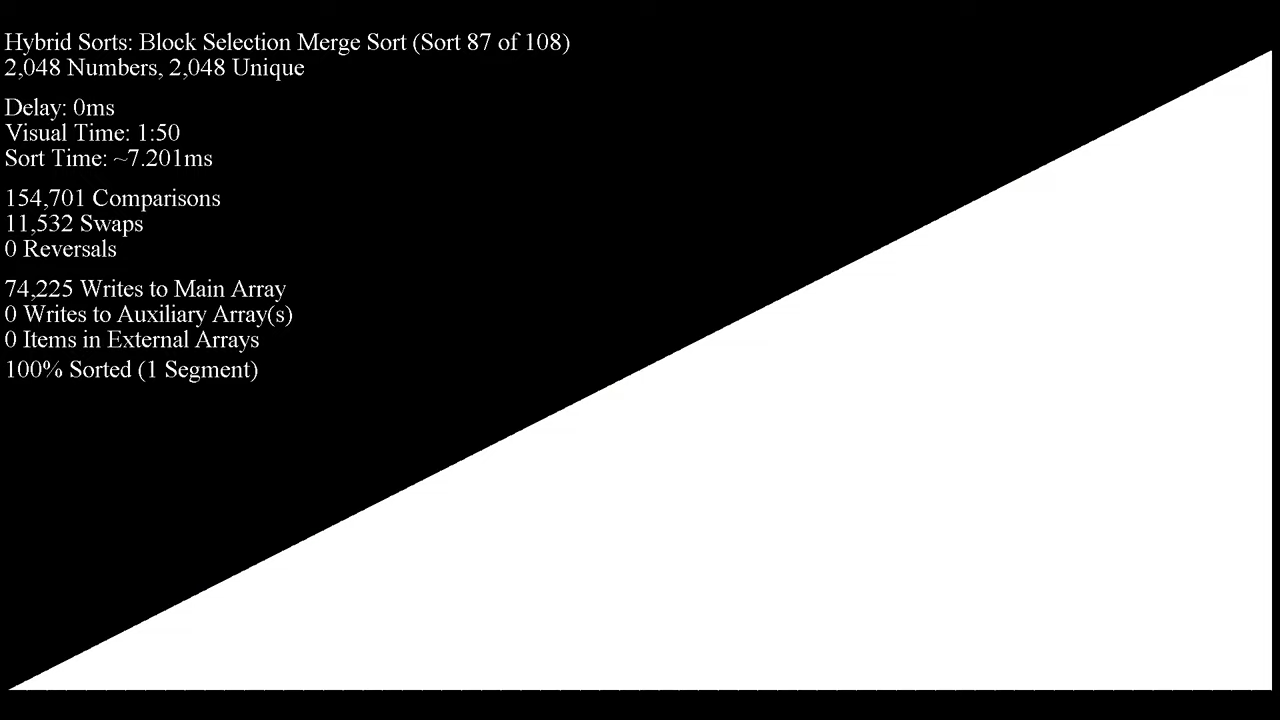 Hybrid Sorts: Block Selection Merge Sort (Sort 87 of 108)
2,048 Numbers, 2,048 Unique
Delay: 0ms
Visual Time: 1:50
Sort Time: ~7.201ms
154,701 Comparisons
11,532 Swaps
0 Reversals
74,225 Writes to Main Array
0 Writes to Auxiliary Array(s)
0 Items in External Arrays
100% Sorted (1 Segment)